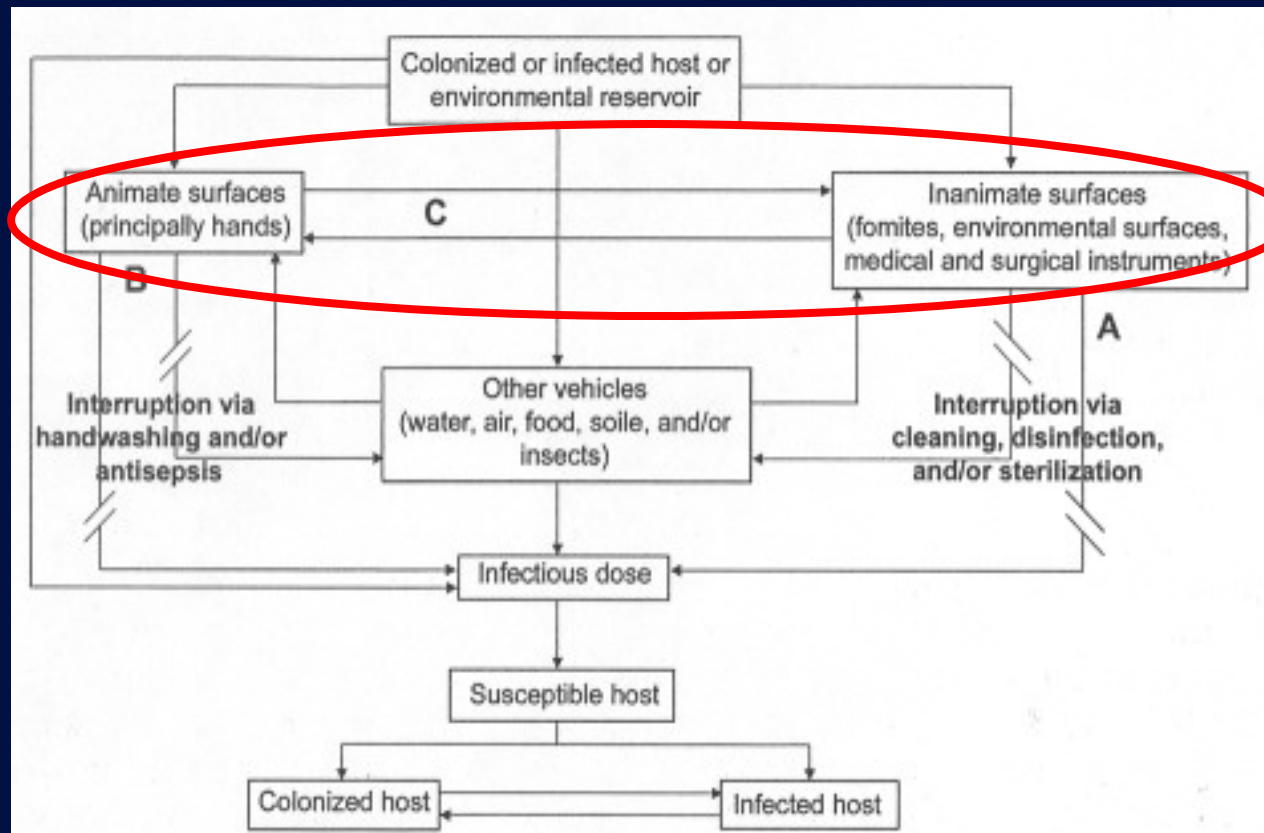 Colonized or infected host or
environmental reservoir
Animate surfaces
(principally hands)
C
Inanimate surfaces
(fomites, environmental surfaces,
medical and surgical instruments)
B
A
Interruption via
handwashing and/or
antisepsis
Other vehicles
(water, air, food, soile, and/or
insects)
Interruption via
cleaning, disinfection,
and/or sterilization
Infectious dose
Susceptible host
Colonized host
Infected host